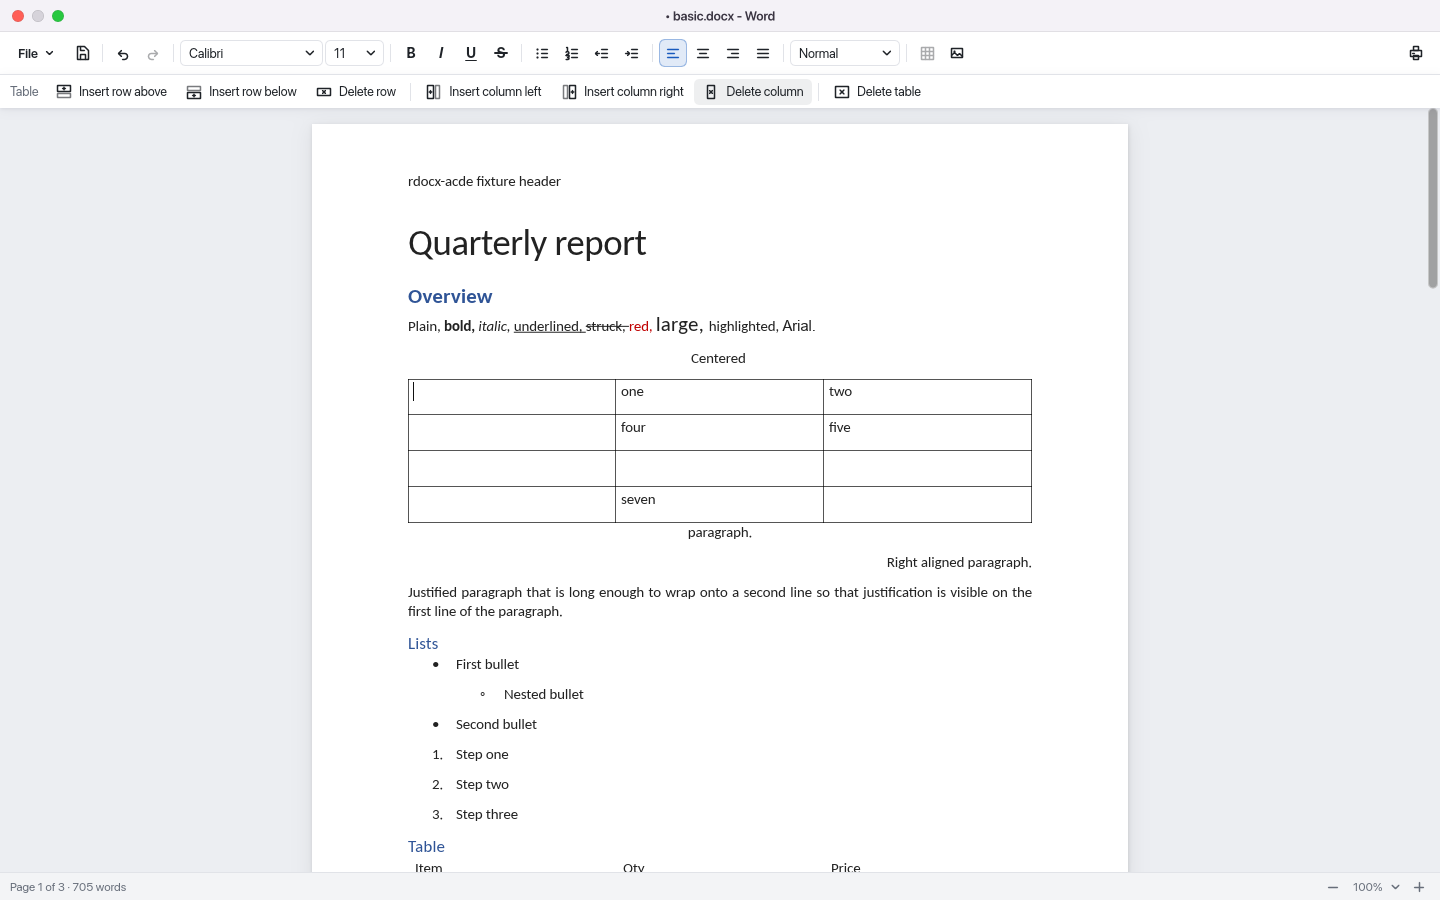 • basic.docx - Word
File
Calibri
11
B I U S
Normal
Table
Insert row above
Insert row below
Delete row
Insert column left
Insert column right
Delete column
Delete table
rdocx-acde fixture header
Quarterly report
Overview
Plain, bold, italic, underlined, struck, red, large, highlighted, Arial.
Centered
one two
four five
seven
paragraph.
Right aligned paragraph.
Justified paragraph that is long enough to wrap onto a second line so that justification is visible on the
first line of the paragraph.
Lists
• First bullet
◦ Nested bullet
• Second bullet
1. Step one
2. Step two
3. Step three
Table
Item Qty Price
Page 1 of 3 · 705 words
100%